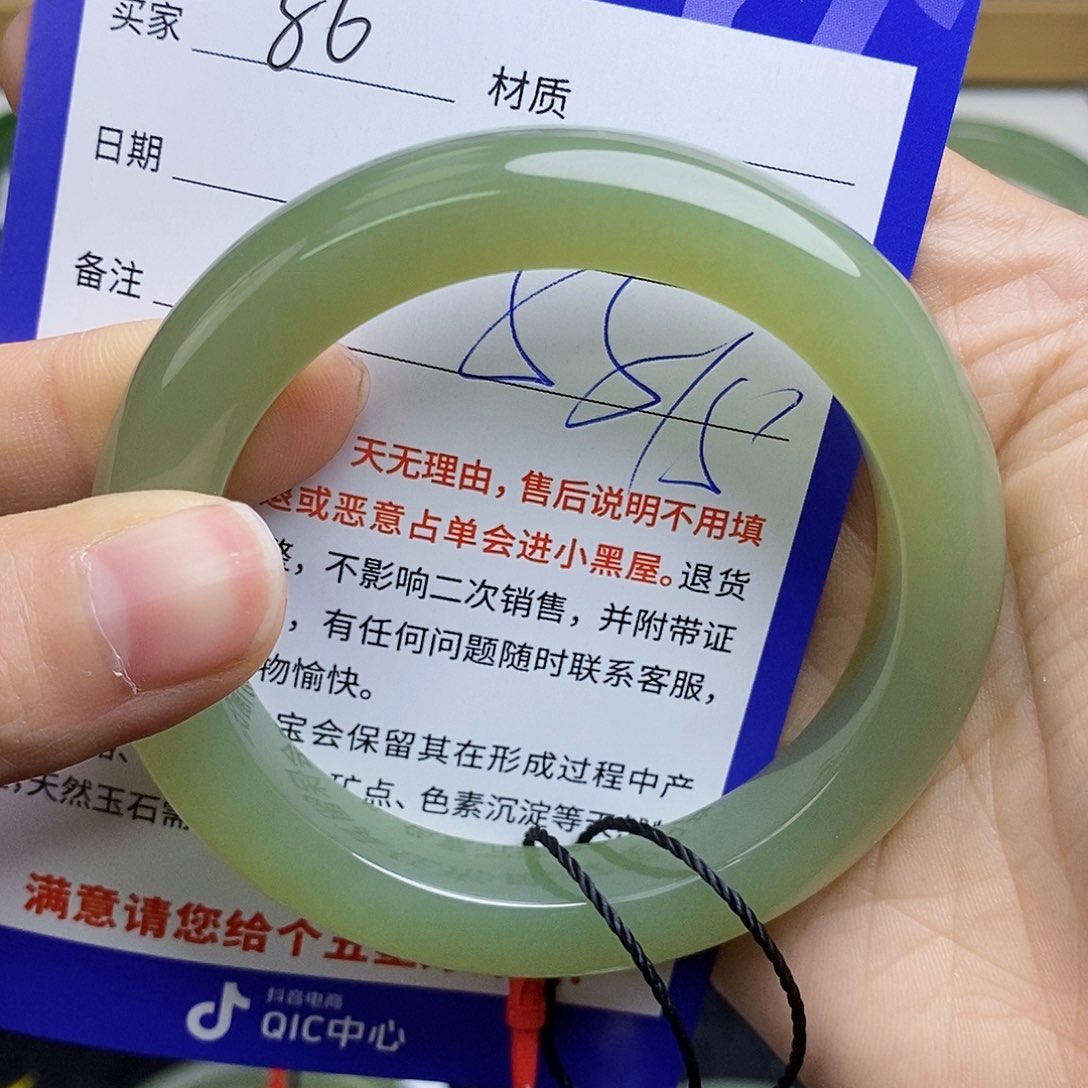 买家 86
材质
日期
备注
天无理由，售后说明不用填
退或恶意占单会进小黑屋。退货
，不影响二次销售，并附带证
，有任何问题随时联系客服，
物愉快。
宝会保留其在形成过程中产
矿点、色素沉淀等天然
，天然玉石需
满意请您给个五星
抖音电商
QIC中心